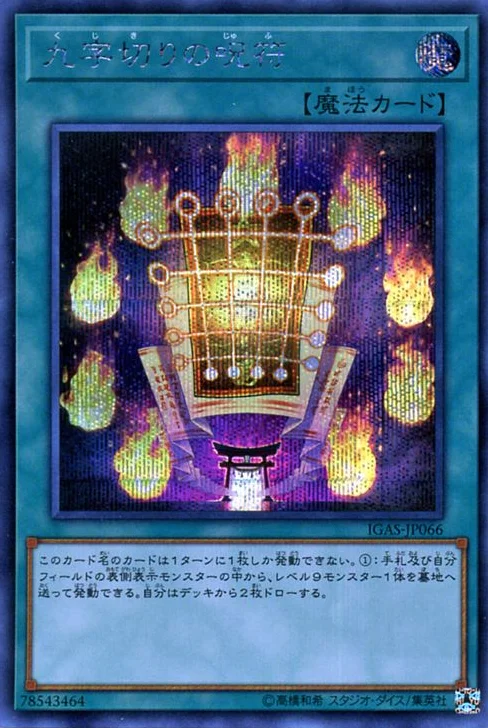 九字切りの呪符
【魔法カード】
IGAS-JP066
このカード名のカードは1ターンに1枚しか発動できない。①:手札及び自分
フィールドの表側表示モンスターの中から、レベル9モンスター1体を墓地へ
送って発動できる。自分はデッキから2枚ドローする。
78543464
©高橋和希 スタジオ・ダイス/集英社